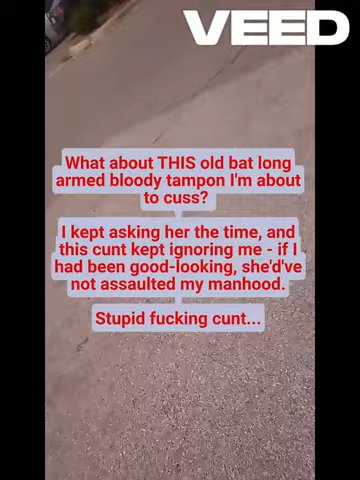 VEED
What about THIS old bat long
armed bloody tampon I'm about
to cuss?
I kept asking her the time, and
this cunt kept ignoring me - if I
had been good-looking, she'd've
not assaulted my manhood.
Stupid fucking cunt...